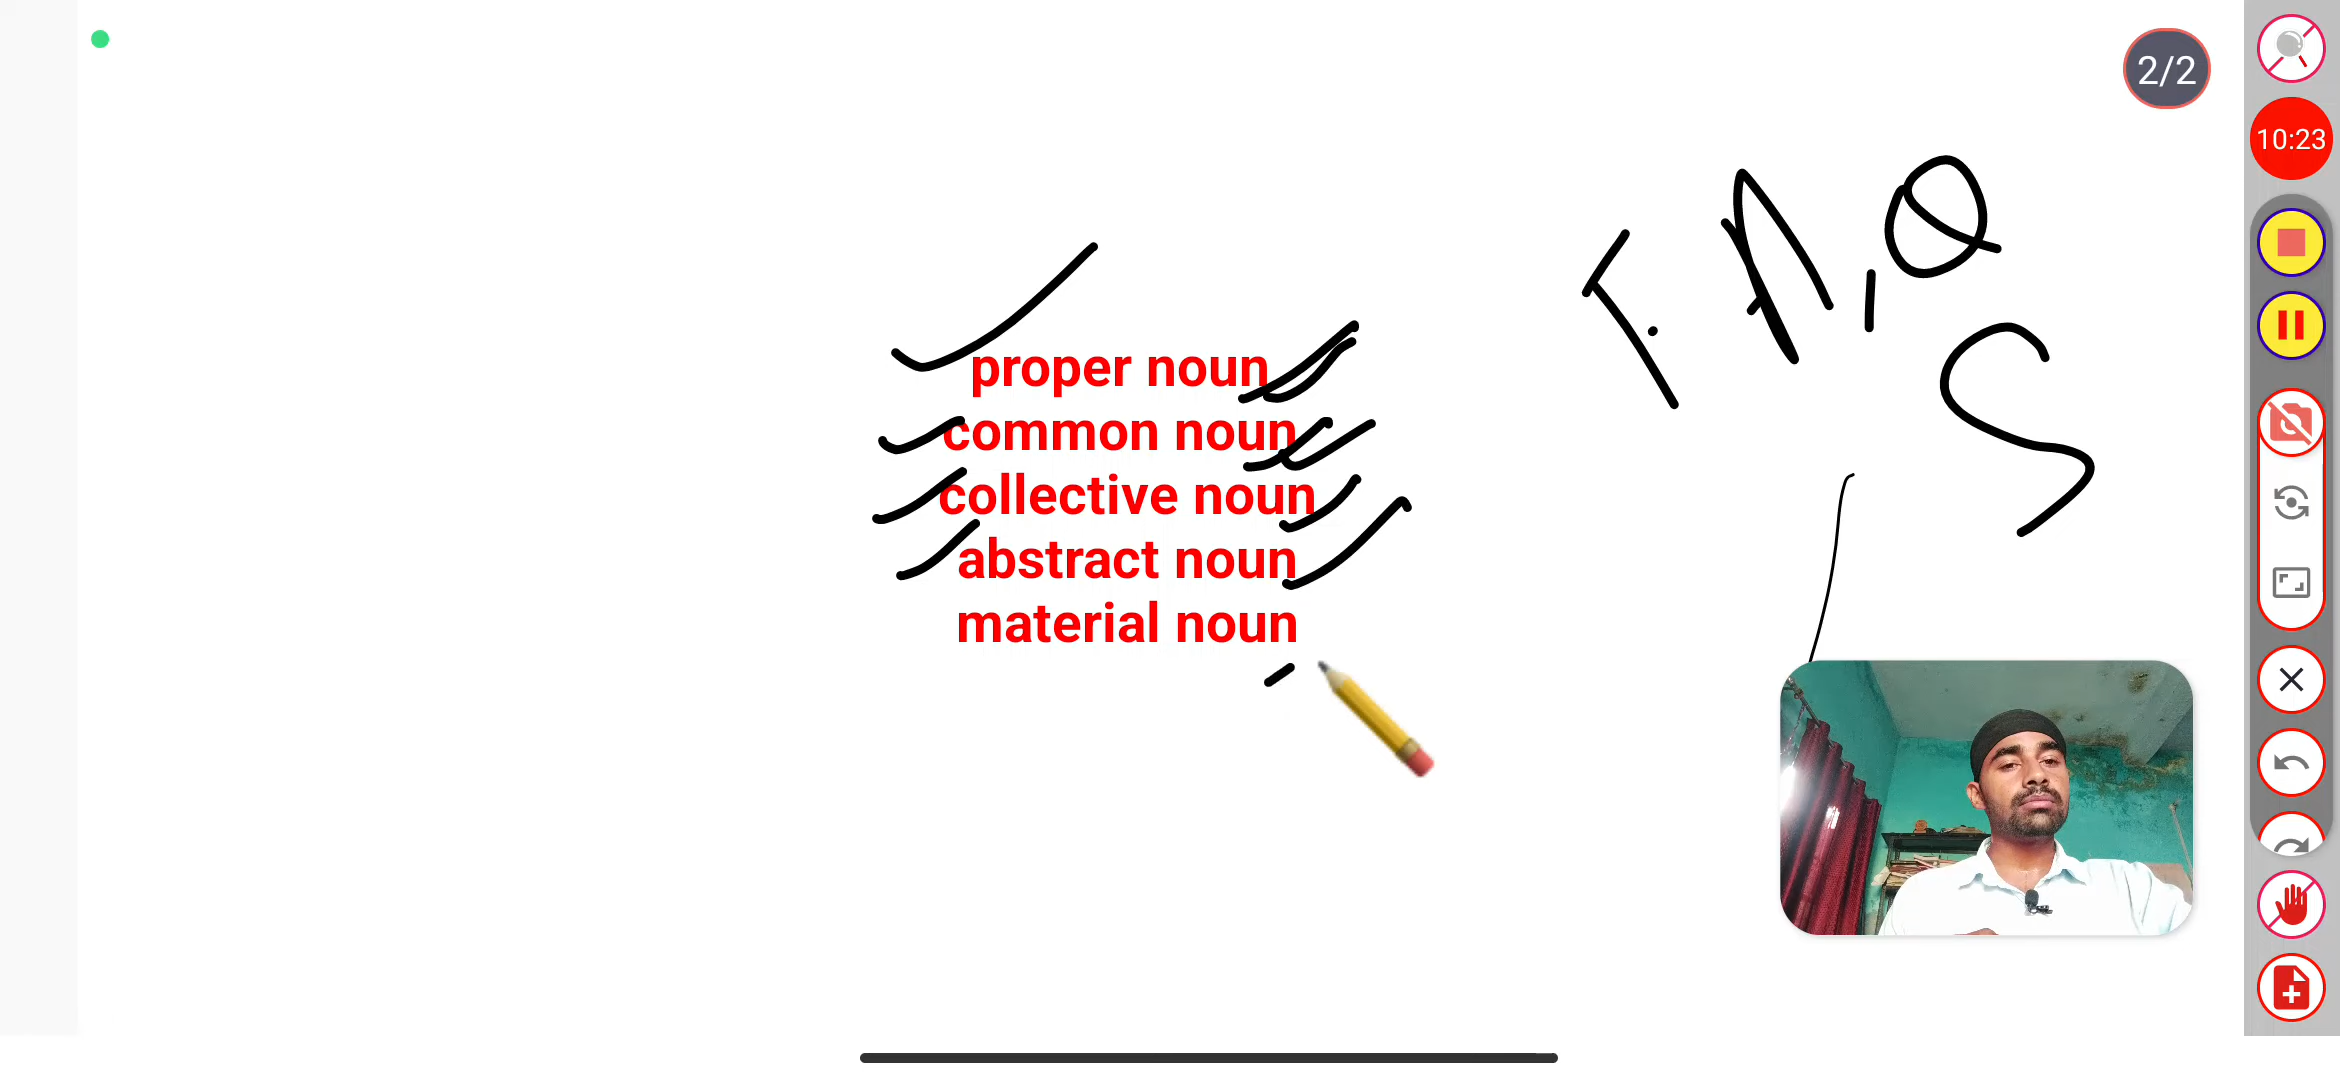 2/2
10:23
T. A, Q
S
proper noun
common noun
collective noun
abstract noun
material noun